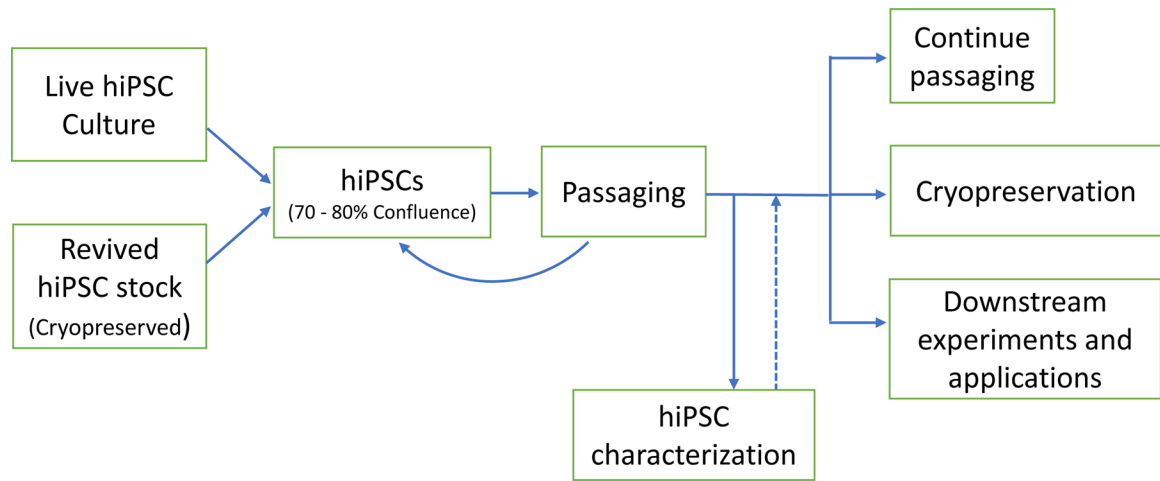 Live hiPSC
Culture
Revived
hiPSC stock
(Cryopreserved)
hiPSCs
(70 - 80% Confluence)
Passaging
hiPSC
characterization
Continue
passaging
Cryopreservation
Downstream
experiments and
applications